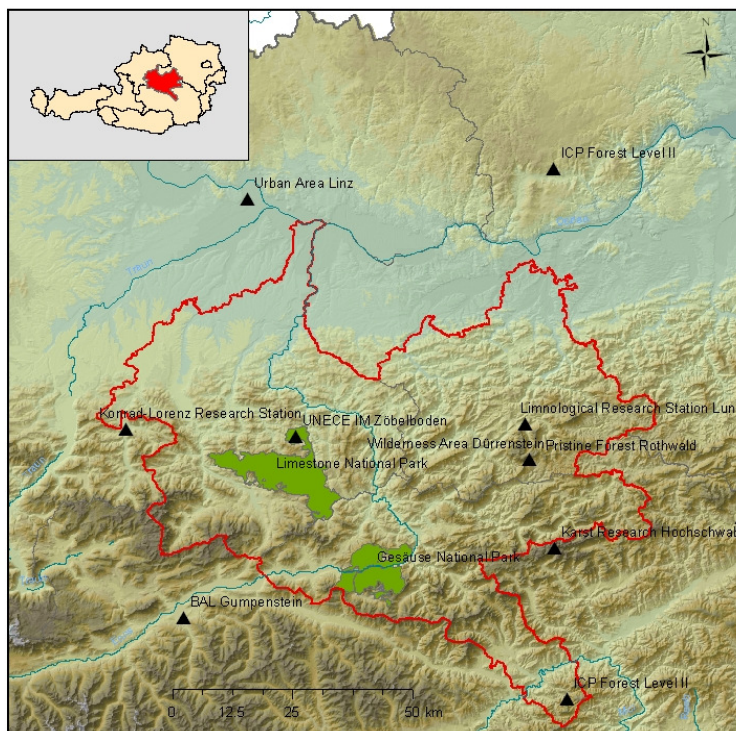 N
ICP Forest Level II
Urban Area Linz
Traun
Konrad-Lorenz Research Station
UNECE IM Zöbelboden
Limnological Research Station Lun
Wilderness Area Dürrenstein
Pristine Forest Rothwald
Limestone National Park
Traun
Karst Research Hochschwab
Gesäuse National Park
BAL Gumpenstein
ICP Forest Level II
0 12.5 25 50 km